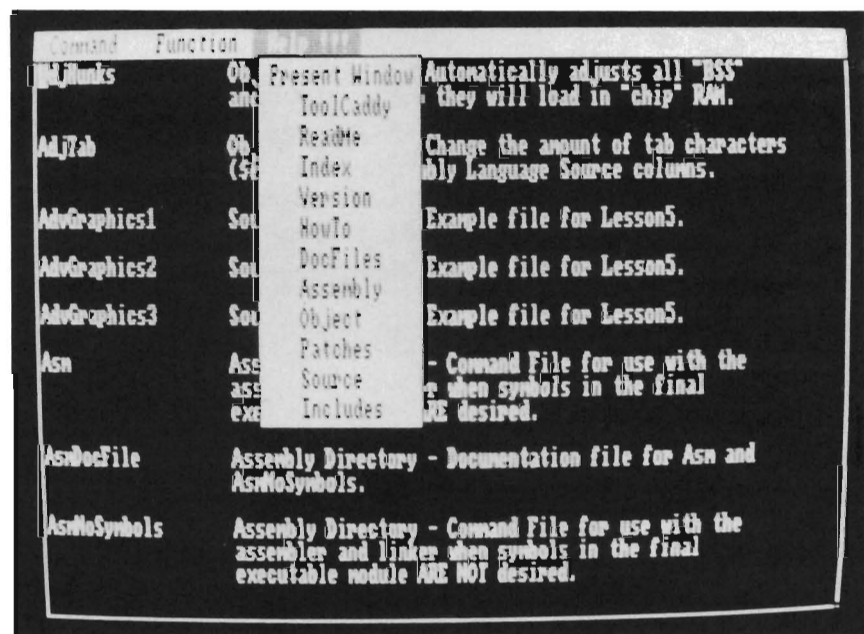 Command Function
AdjHunks Ob Automatically adjusts all "BSS"
and they will load in "chip" RAM.
AdjTab Ob Change the amount of tab characters
bly Language Source columns.
AdvGraphics1 Sou Example file for Lesson5.
AdvGraphics2 Sou Example file for Lesson5.
AdvGraphics3 Sou Example file for Lesson5.
Asm Ass - Command File for use with the
ass ker when symbols in the final
exe RE desired.
AsmDocFile Assembly Directory - Documentation file for Asm and
AsmNoSymbols.
AsmNoSymbols Assembly Directory - Command File for use with the
assembler and linker when symbols in the final
executable module ARE NOT desired.
Present Window
ToolCaddy
Readme
Index
Version
HowTo
DocFiles
Assembly
Object
Patches
Source
Includes